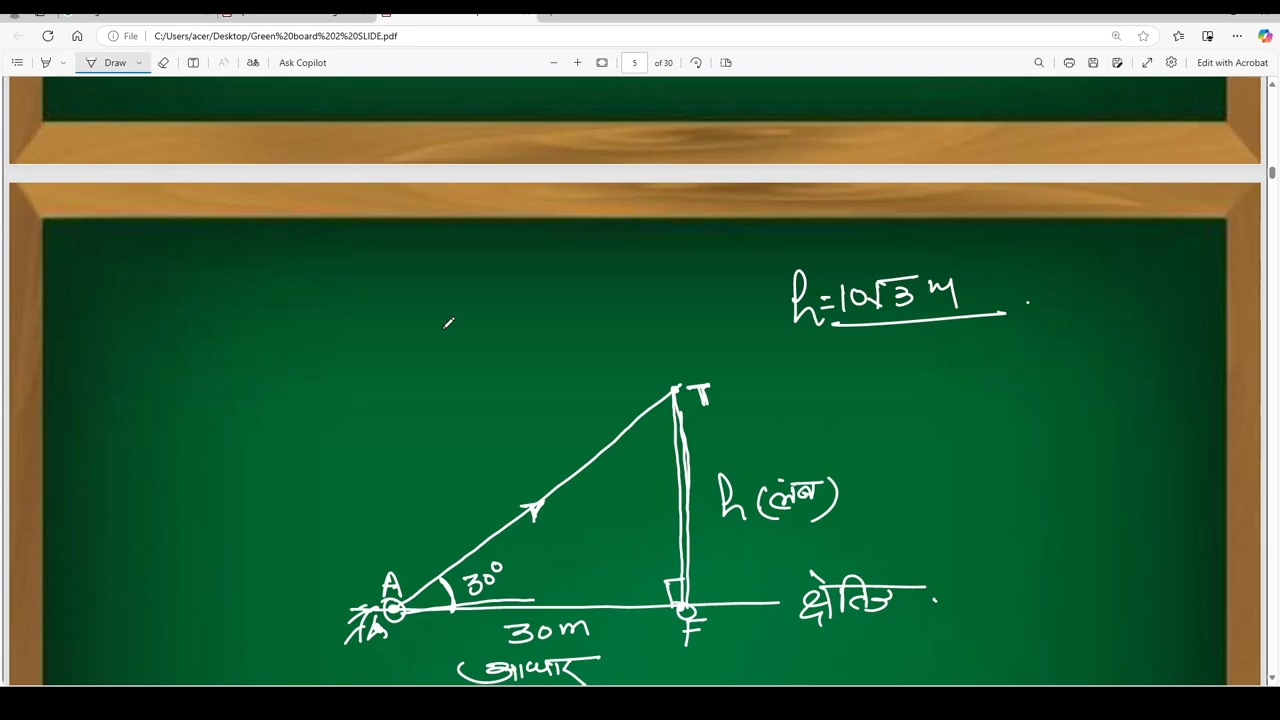 File C:/Users/acer/Desktop/Green%20board%202%20SLIDE.pdf
Draw Ask Copilot 5 of 30 Edit with Acrobat
h=10√3 m
T
h (लंब)
A
30°
क्षैतिज
30m
F
आधार